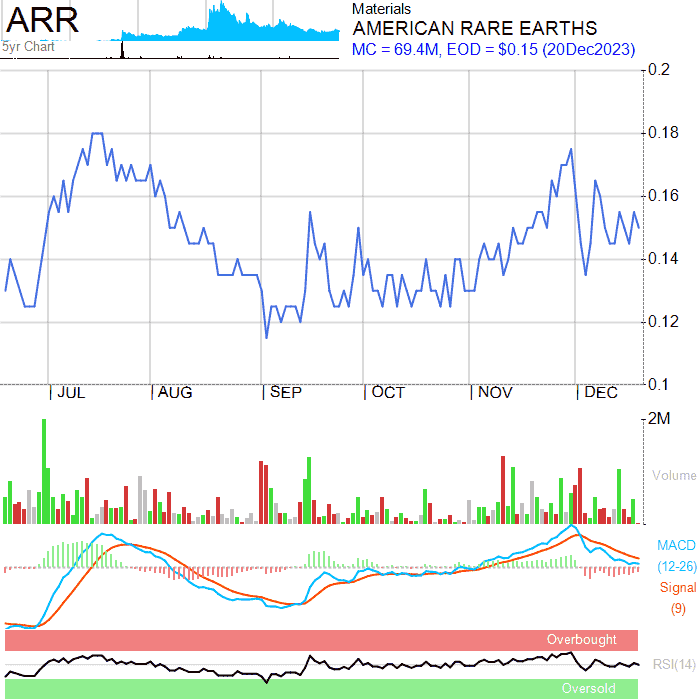 ARR
5yr Chart
Materials
AMERICAN RARE EARTHS
MC = 69.4M, EOD = $0.15 (20Dec2023)
0.2
0.18
0.16
0.14
0.12
0.1
JUL AUG SEP OCT NOV DEC
2M
Volume
MACD
(12-26)
Signal
(9)
Overbought
RSI(14)
Oversold